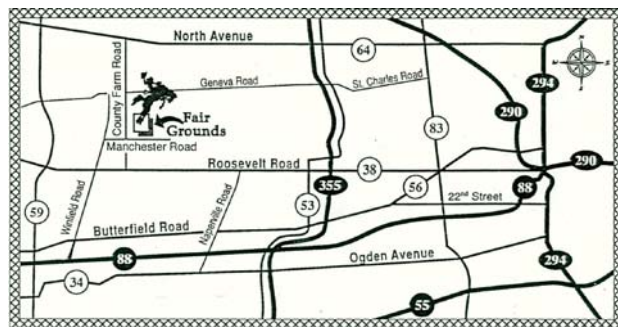 North Avenue
64
N
W
E
S
294
County Farm Road
Geneva Road
St. Charles Road
290
83
Fair
Grounds
Manchester Road
Roosevelt Road
38
290
355
56
88
22nd Street
59
Winfield Road
Naperville Road
53
Butterfield Road
88
Ogden Avenue
294
34
55